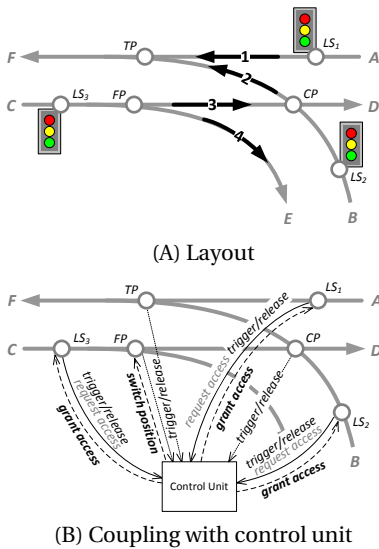 TP
1
LS1
F
A
2
C
LS3
FP
3
CP
D
4
LS2
E
B
(A) Layout
TP
LS1
F
A
C
LS3
FP
CP
D
trigger/release
request access
grant access
switch position
trigger/release
request access
trigger/release
grant access
trigger/release
trigger/release
request access
grant access
LS2
B
Control Unit
(B) Coupling with control unit